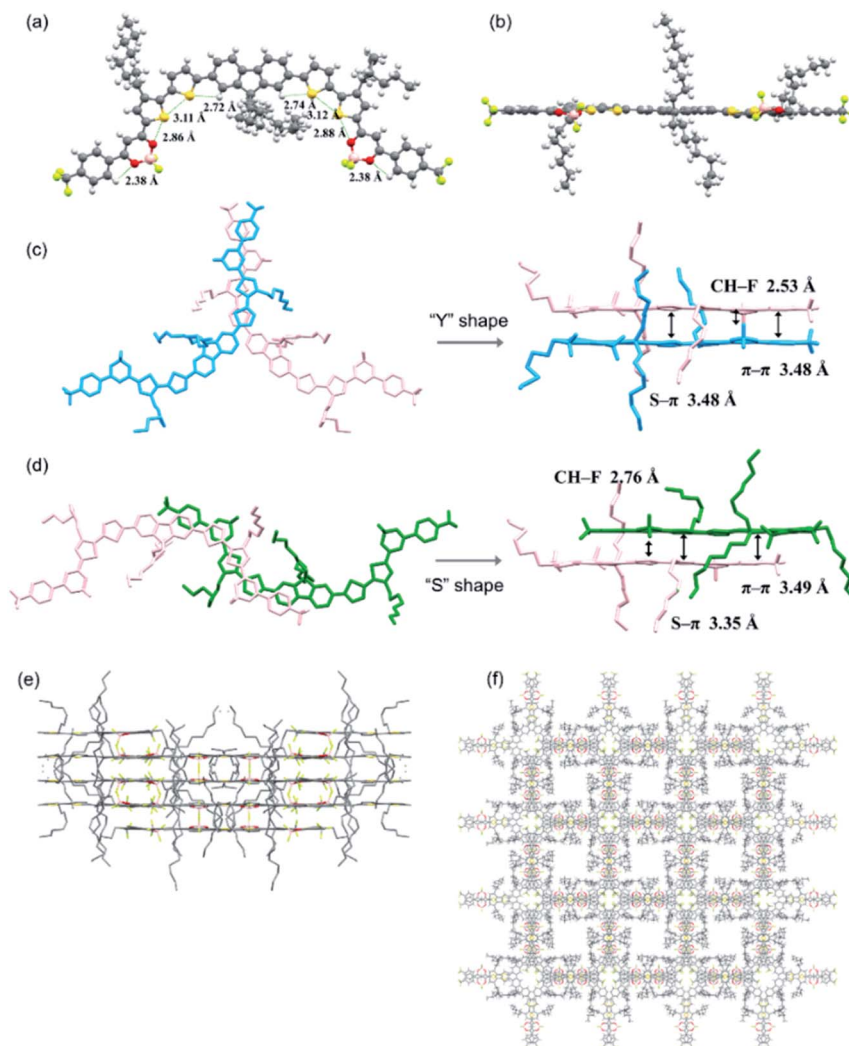 (a)
(b)
2.72 Å
2.74 Å
3.11 Å
3.12 Å
2.86 Å
2.88 Å
2.38 Å
2.38 Å
(c)
"Y" shape
CH–F 2.53 Å
π–π 3.48 Å
S–π 3.48 Å
(d)
"S" shape
CH–F 2.76 Å
π–π 3.49 Å
S–π 3.35 Å
(e)
(f)